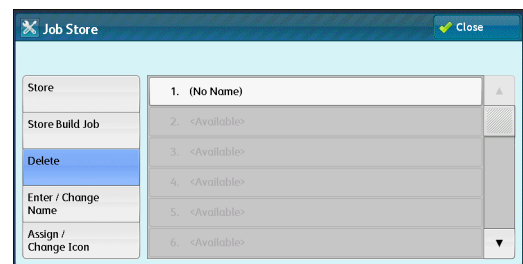 Job Store
Close
Store
Store Build Job
Delete
Enter / Change
Name
Assign /
Change Icon
1. (No Name)
2. <Available>
3. <Available>
4. <Available>
5. <Available>
6. <Available>